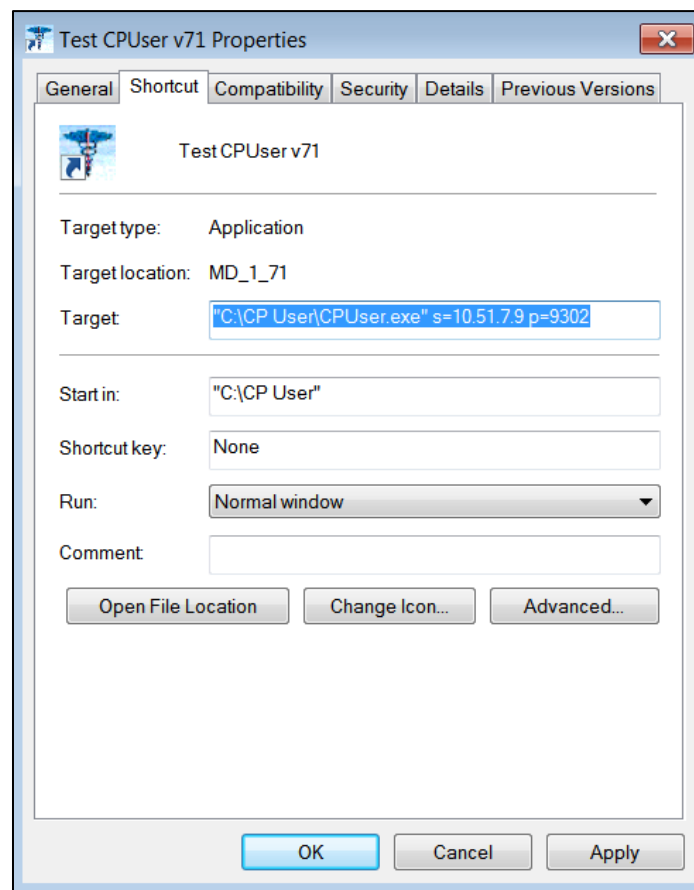 Test CPUser v71 Properties
General Shortcut Compatibility Security Details Previous Versions
Test CPUser v71
Target type: Application
Target location: MD_1_71
Target: "C:\CP User\CPUser.exe" s=10.51.7.9 p=9302
Start in: "C:\CP User"
Shortcut key: None
Run: Normal window
Comment:
Open File Location Change Icon... Advanced...
OK Cancel Apply